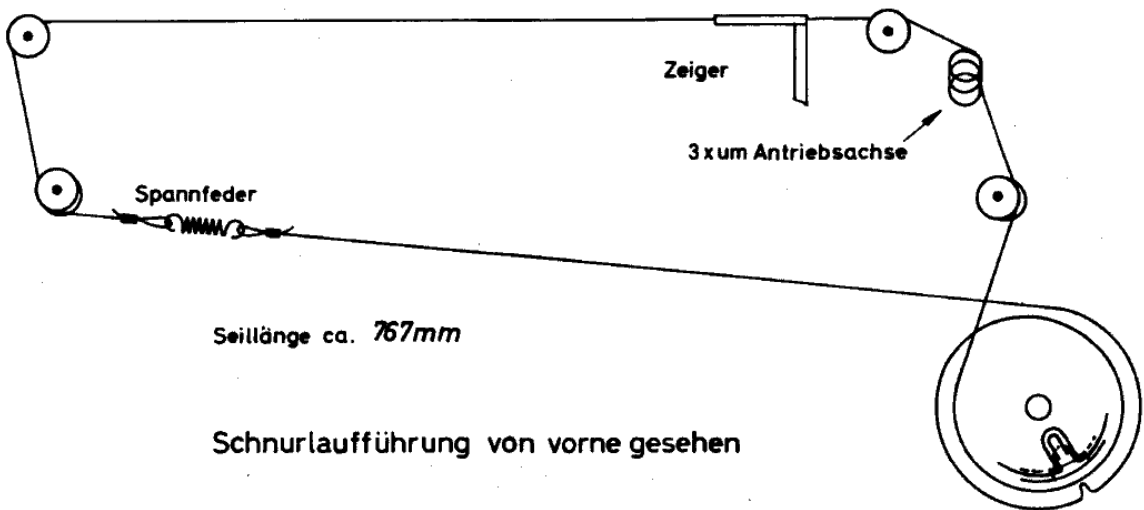 Zeiger
3 x um Antriebsachse
Spannfeder
Seillänge ca. 767mm
Schnurlaufführung von vorne gesehen